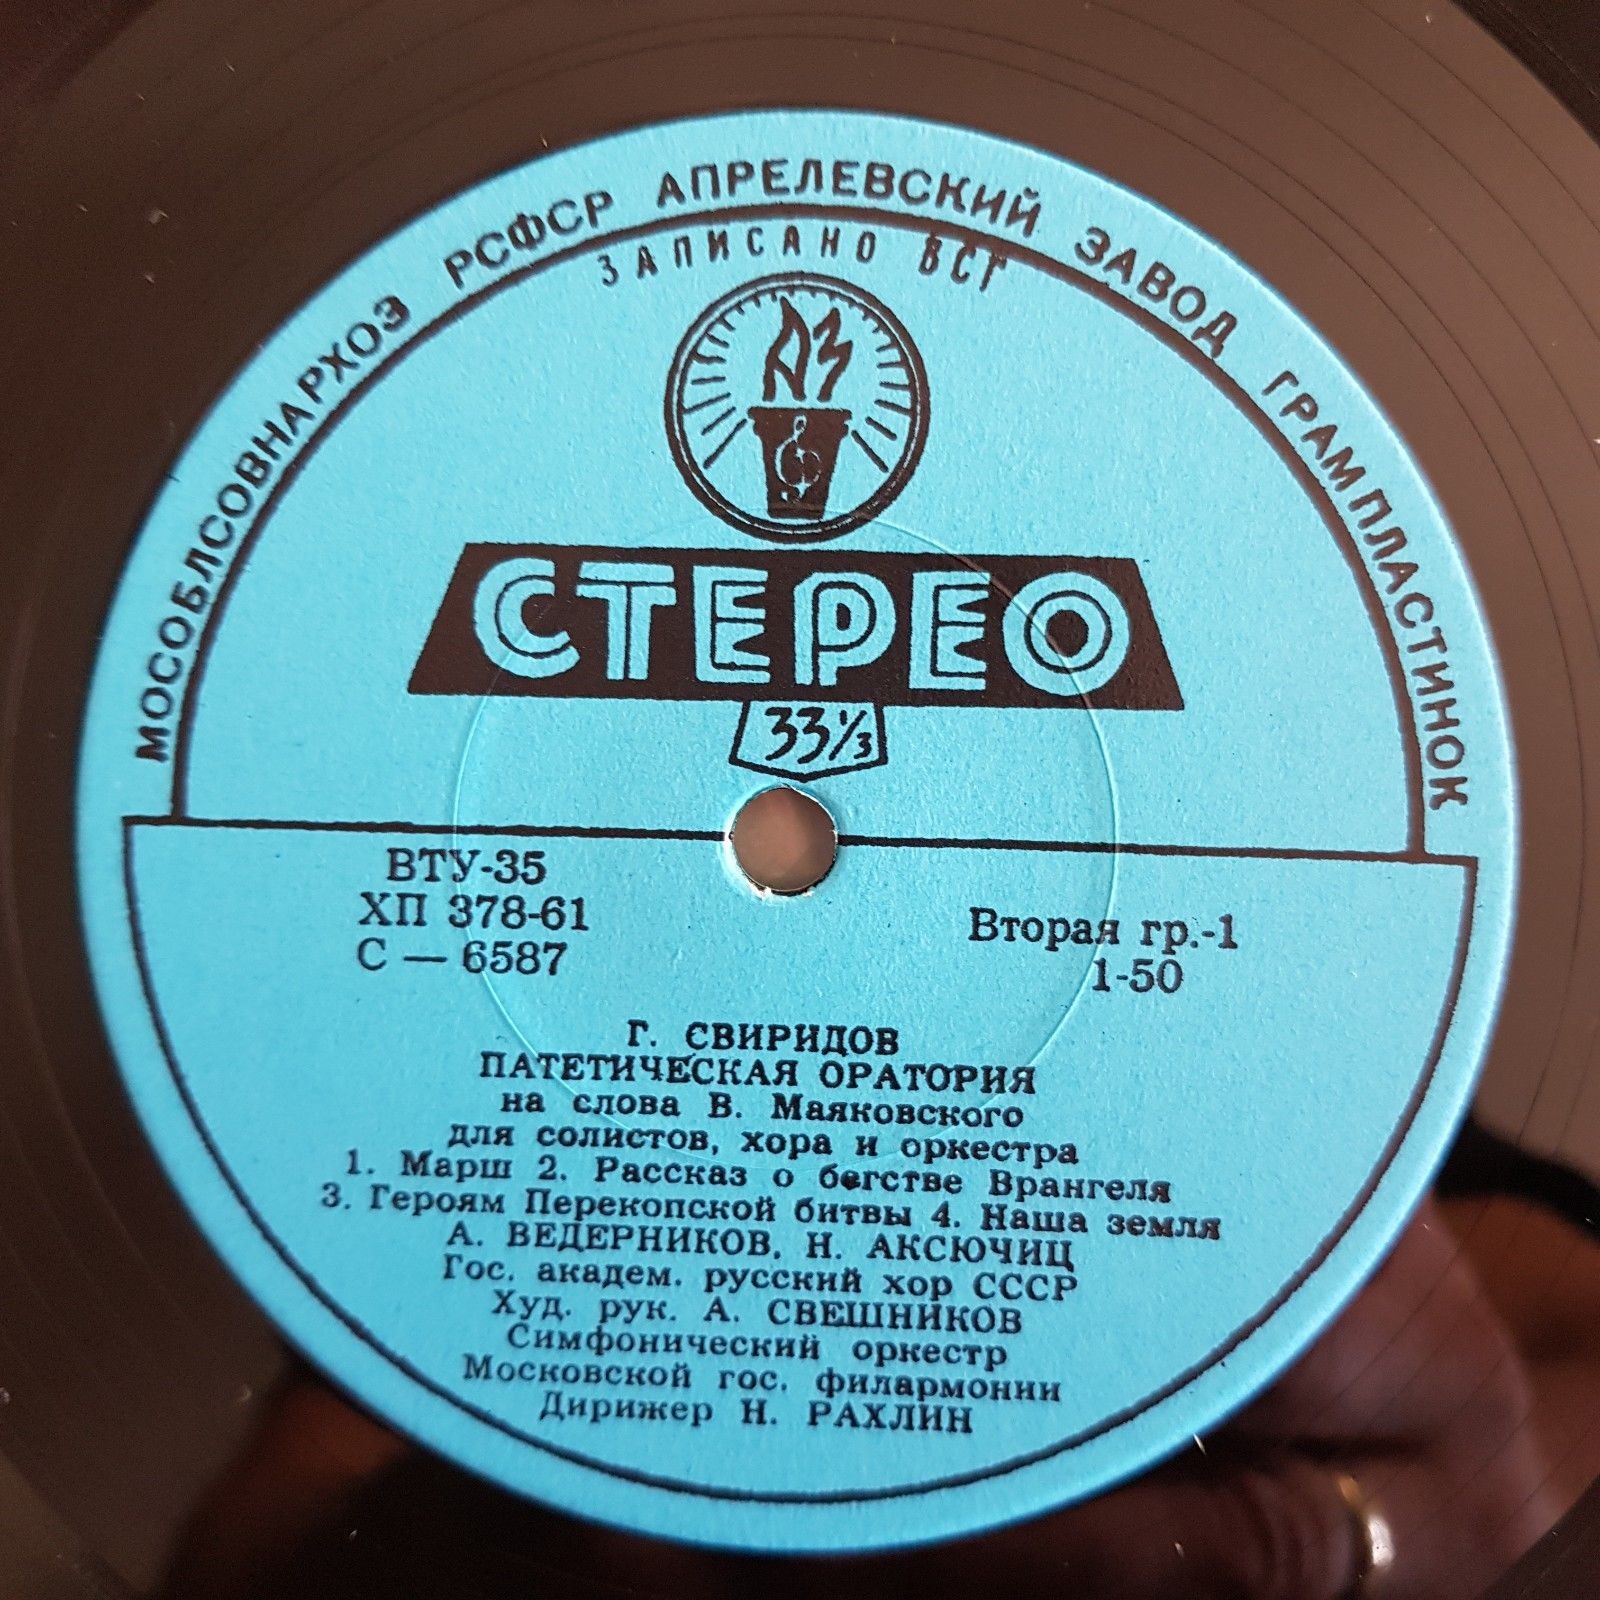 МОСОБЛСОВНАРХОЗ РСФСР АПРЕЛЕВСКИЙ ЗАВОД ГРАМПЛАСТИНОК
ЗАПИСАНО ВСГ
АЗ
СТЕРЕО
33⅓
ВТУ-35
ХП 378-61
С — 6587
Вторая гр.-1
1-50
Г. СВИРИДОВ
ПАТЕТИЧЕСКАЯ ОРАТОРИЯ
на слова В. Маяковского
для солистов, хора и оркестра
1. Марш 2. Рассказ о бегстве Врангеля
3. Героям Перекопской битвы 4. Наша земля
А. ВЕДЕРНИКОВ, Н. АКСЮЧИЦ
Гос. академ. русский хор СССР
Худ. рук. А. СВЕШНИКОВ
Симфонический оркестр
Московской гос. филармонии
Дирижер Н. РАХЛИН